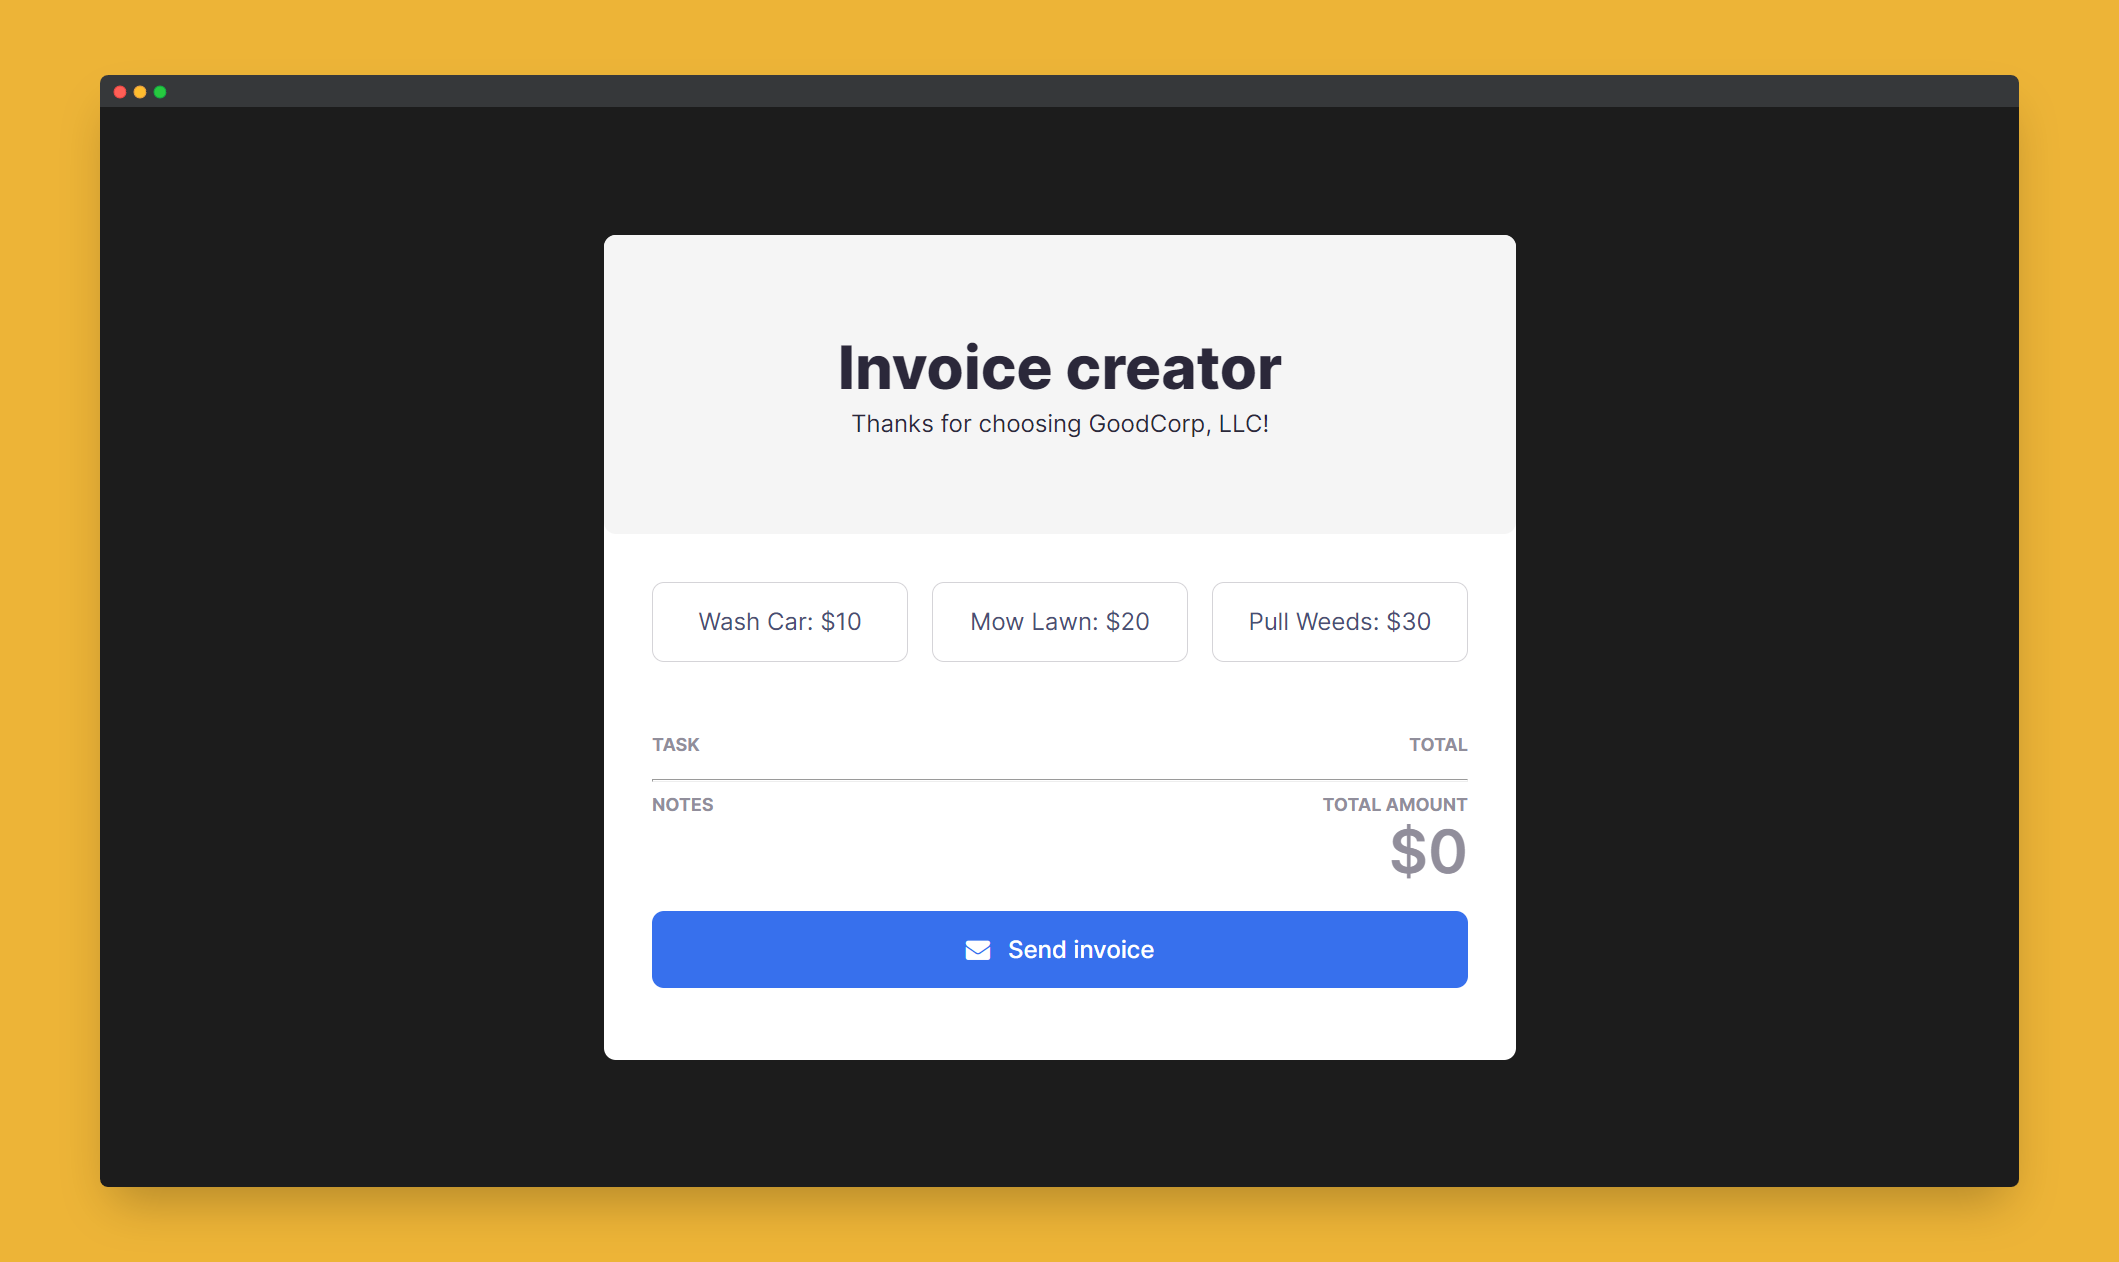 Invoice creator
Thanks for choosing GoodCorp, LLC!
Wash Car: $10
Mow Lawn: $20
Pull Weeds: $30
TASK
TOTAL
NOTES
TOTAL AMOUNT
$0
Send invoice